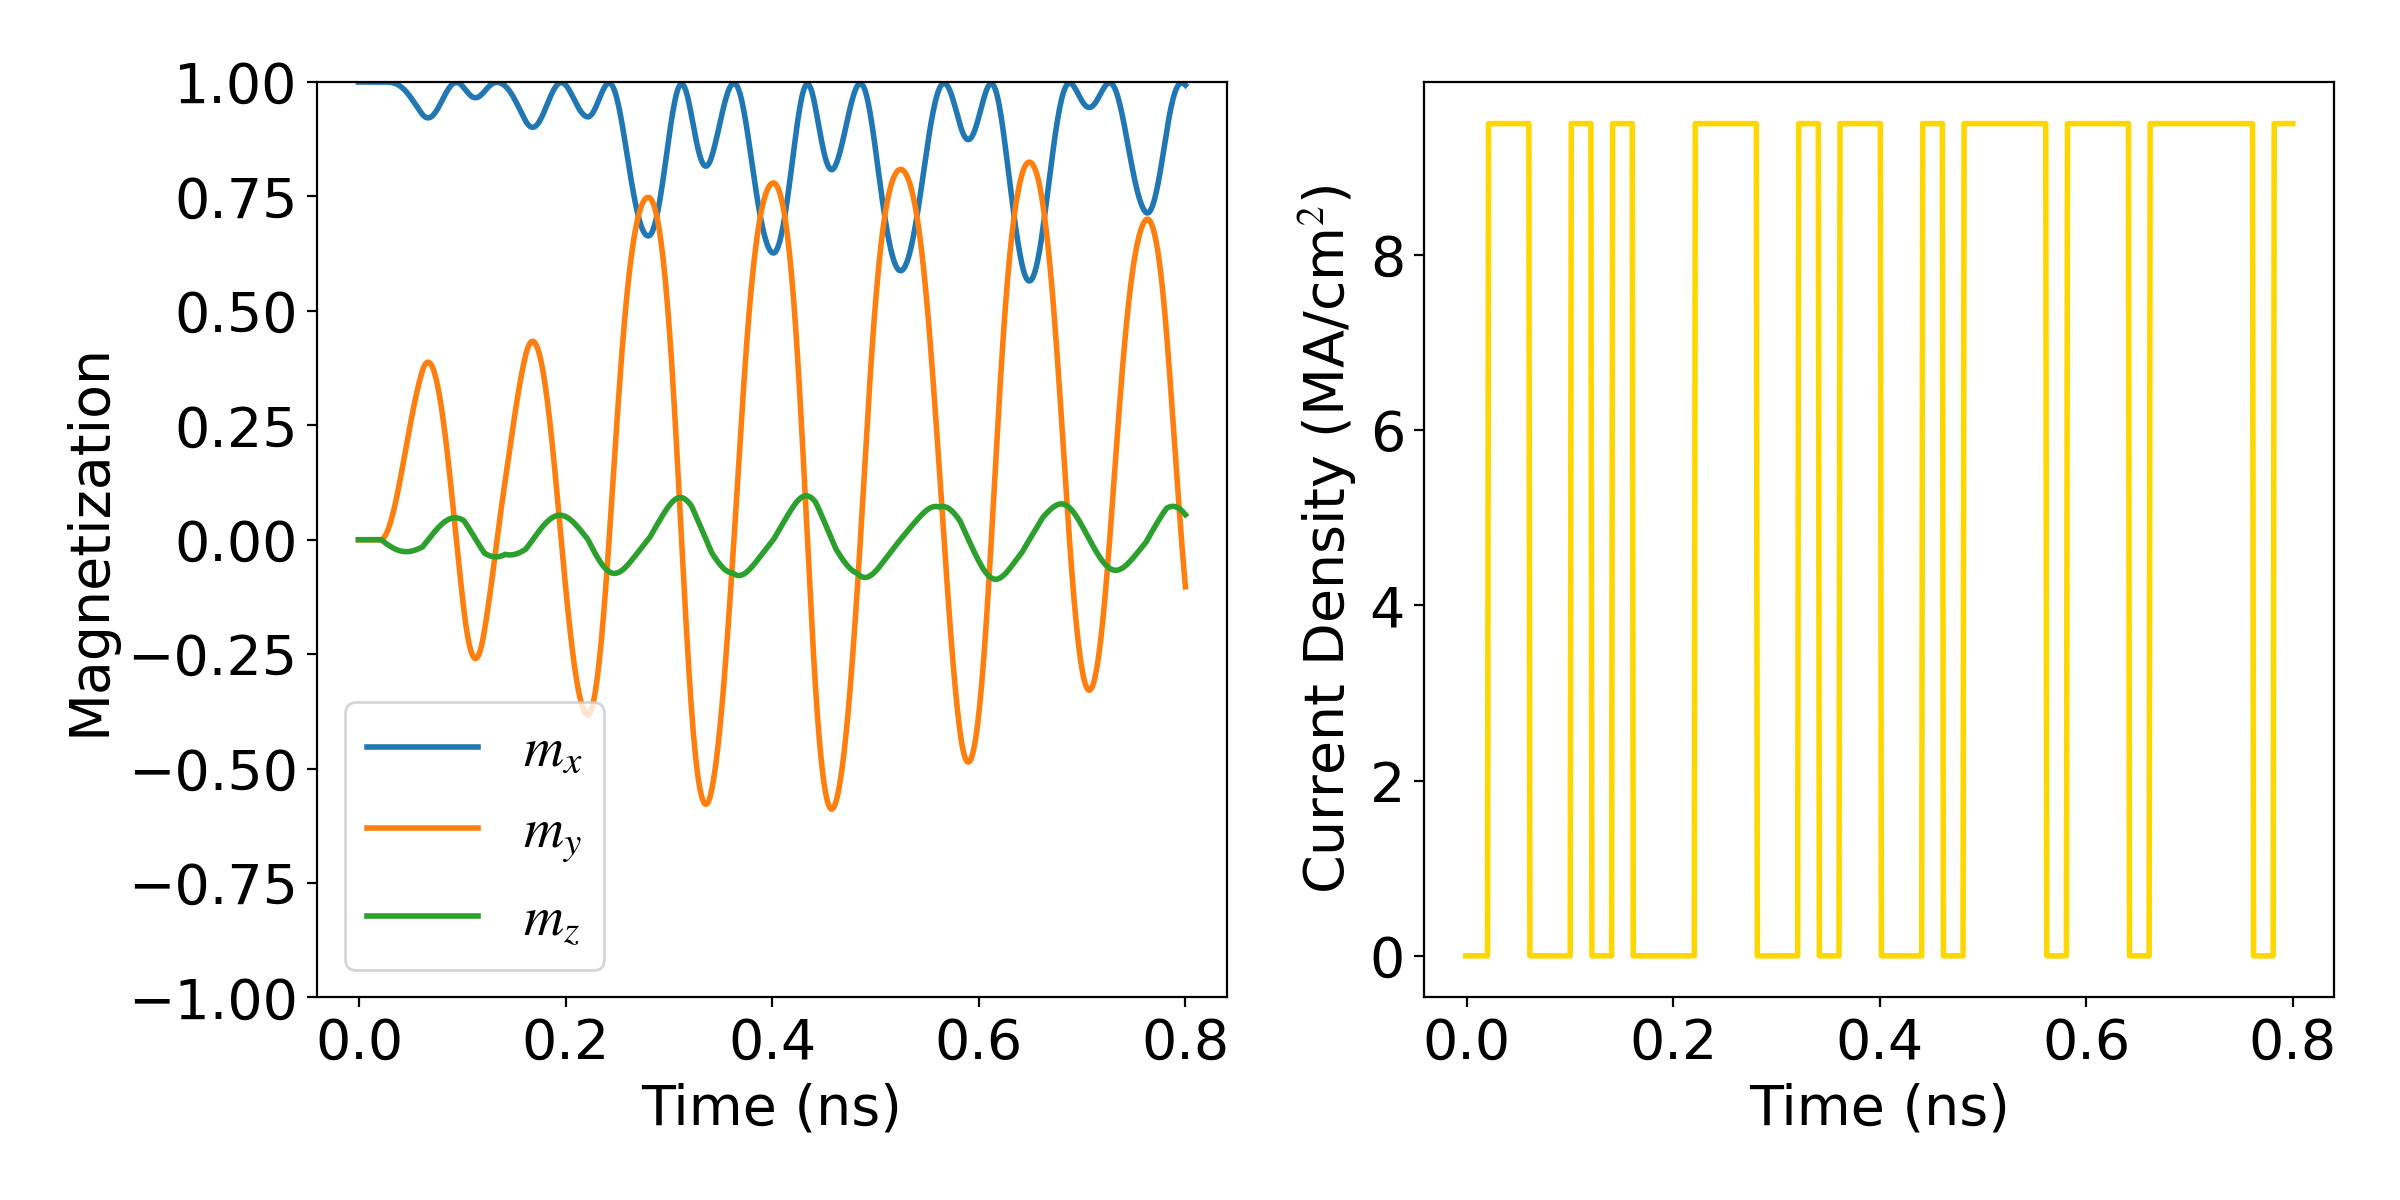 1.00
0.75
0.50
0.25
0.00
−0.25
−0.50
−0.75
−1.00
Magnetization
m_x
m_y
m_z
0.0 0.2 0.4 0.6 0.8
Time (ns)
8
6
4
2
0
Current Density (MA/cm²)
0.0 0.2 0.4 0.6 0.8
Time (ns)